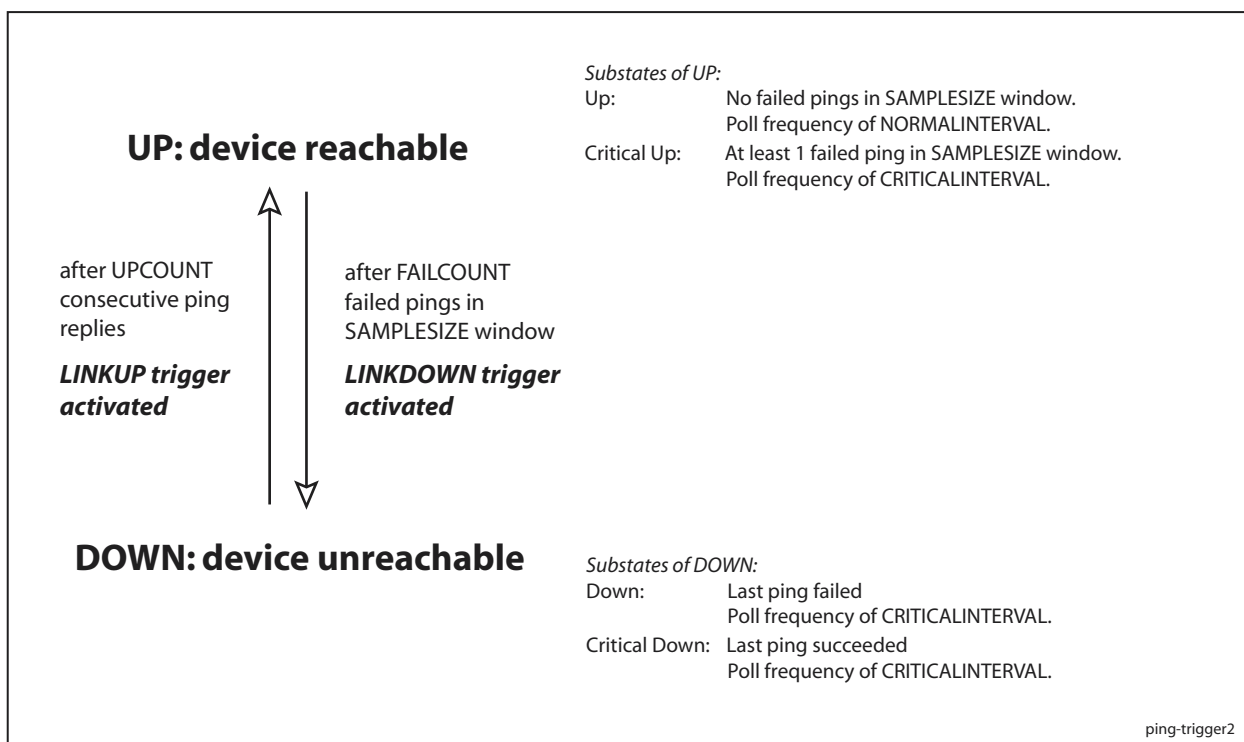 Substates of UP:
Up: No failed pings in SAMPLESIZE window.
Poll frequency of NORMALINTERVAL.
Critical Up: At least 1 failed ping in SAMPLESIZE window.
Poll frequency of CRITICALINTERVAL.
UP: device reachable
after UPCOUNT
consecutive ping
replies
LINKUP trigger
activated
after FAILCOUNT
failed pings in
SAMPLESIZE window
LINKDOWN trigger
activated
DOWN: device unreachable
Substates of DOWN:
Down: Last ping failed
Poll frequency of CRITICALINTERVAL.
Critical Down: Last ping succeeded
Poll frequency of CRITICALINTERVAL.
ping-trigger2